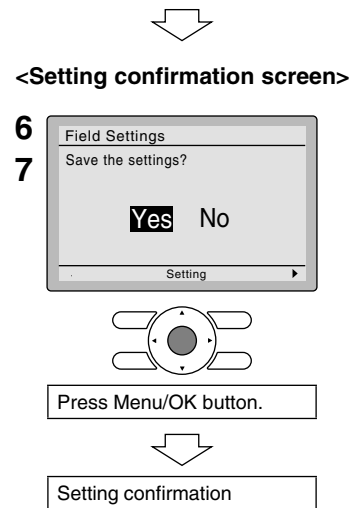 <Setting confirmation screen>
6
7
Field Settings
Save the settings?
Yes No
Setting
Press Menu/OK button.
Setting confirmation